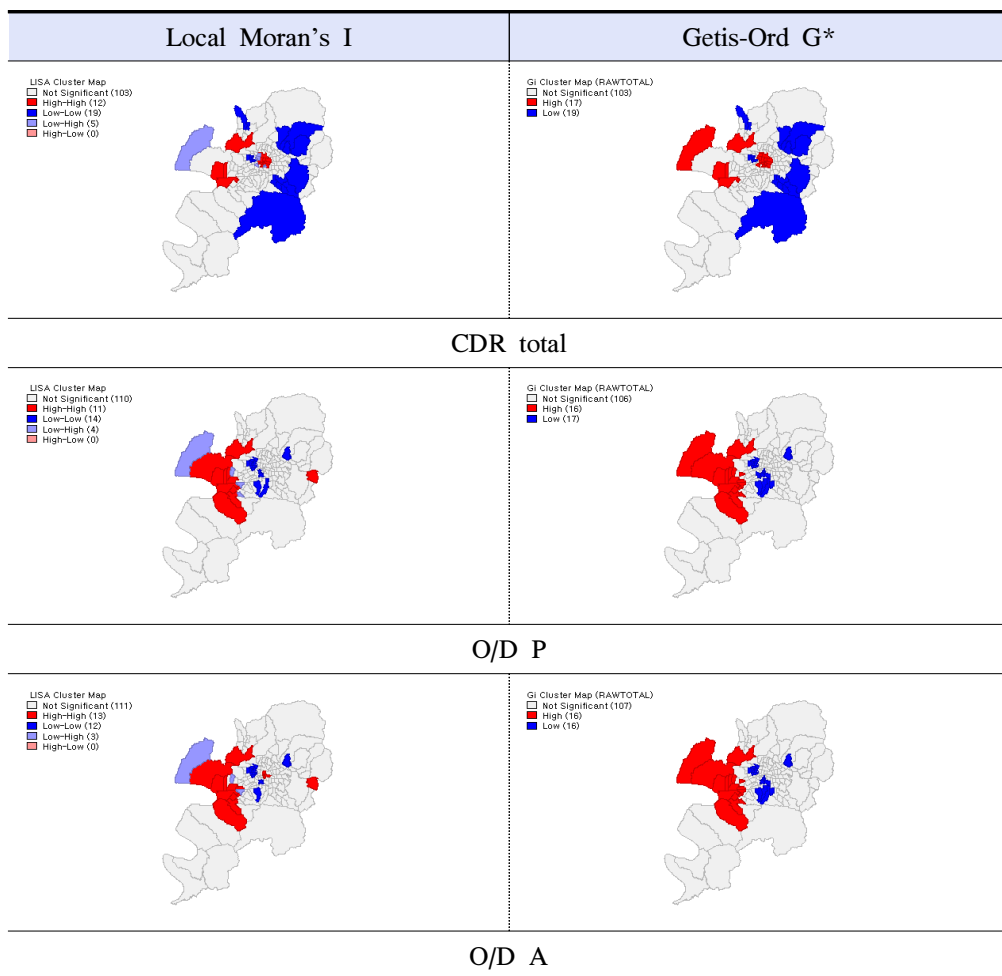 Local Moran's I
Getis-Ord G*
LISA Cluster Map
Not Significant (103)
High-High (12)
Low-Low (19)
Low-High (5)
High-Low (0)
Gi Cluster Map (RAWTOTAL)
Not Significant (103)
High (17)
Low (19)
CDR total
LISA Cluster Map
Not Significant (110)
High-High (11)
Low-Low (14)
Low-High (4)
High-Low (0)
Gi Cluster Map (RAWTOTAL)
Not Significant (106)
High (16)
Low (17)
O/D P
LISA Cluster Map
Not Significant (111)
High-High (13)
Low-Low (12)
Low-High (3)
High-Low (0)
Gi Cluster Map (RAWTOTAL)
Not Significant (107)
High (16)
Low (16)
O/D A